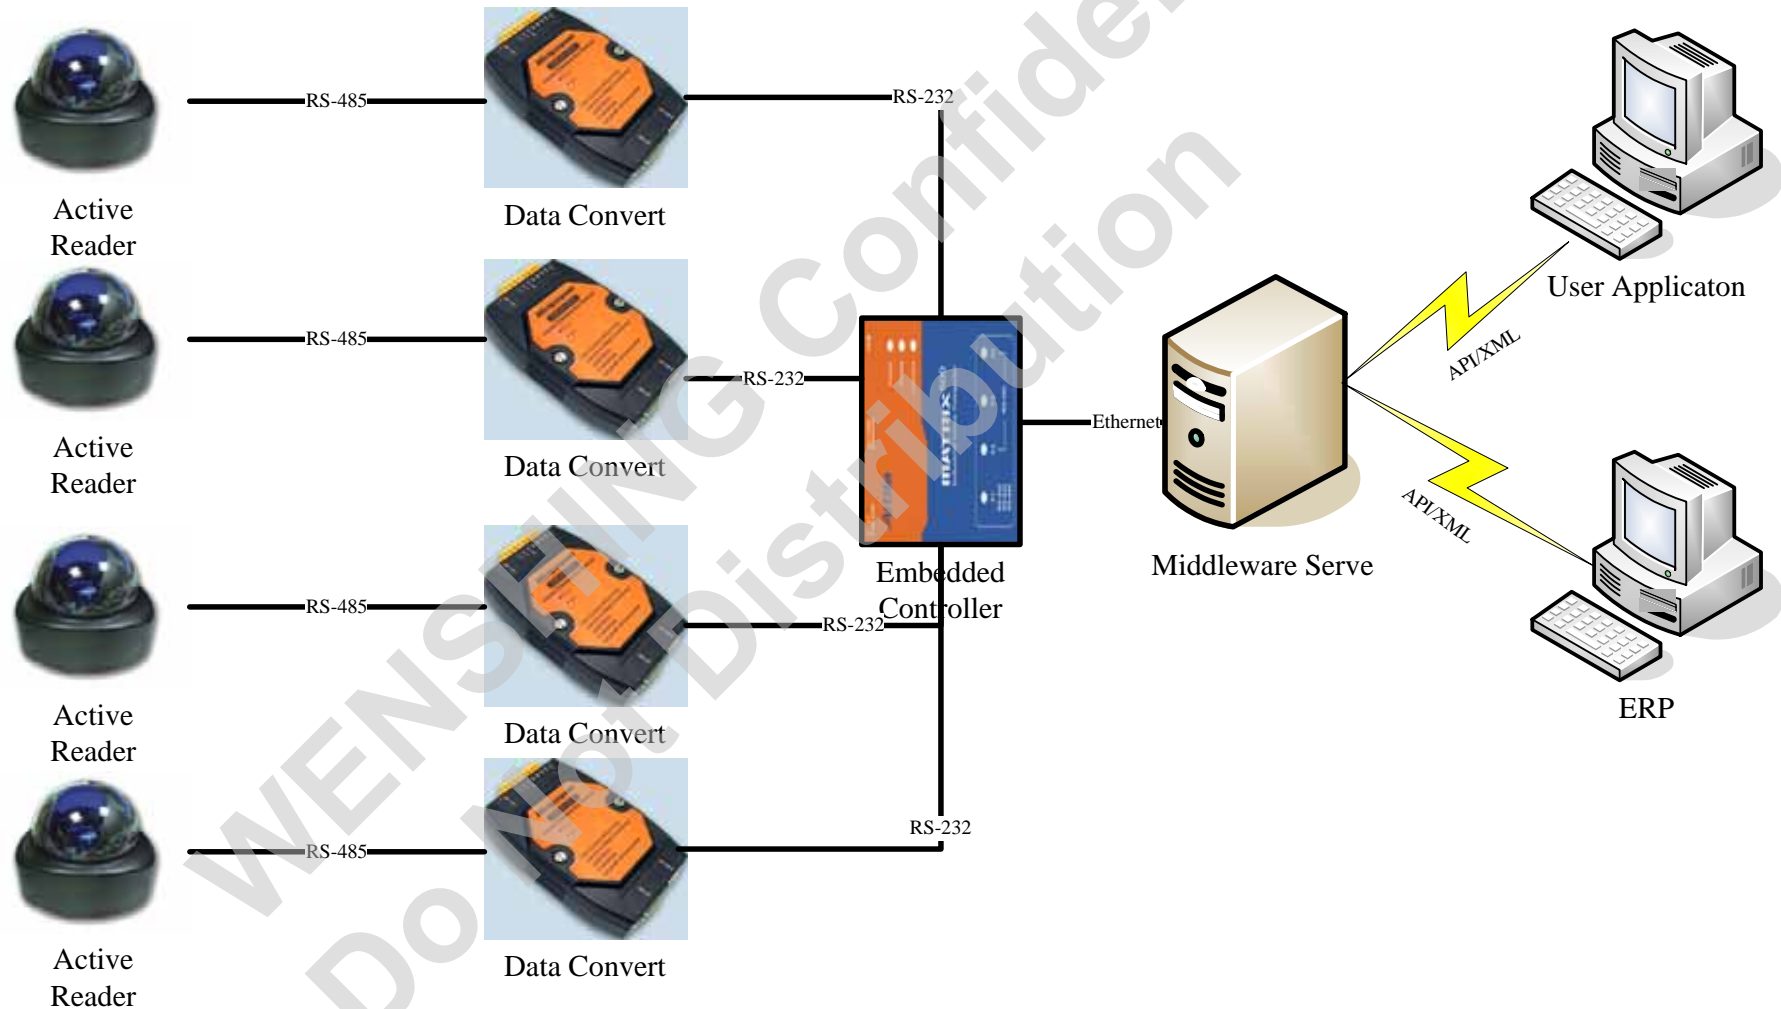 RS-485
RS-232
Active
Reader
Data Convert
User Applicaton
API/XML
RS-485
RS-232
Active
Reader
Data Convert
MATRIX
Ethernet
API/XML
Embedded
Controller
Middleware Serve
RS-485
RS-232
Active
Reader
Data Convert
ERP
RS-485
RS-232
Active
Reader
Data Convert
WENSHING Confide
Do Not Distribution